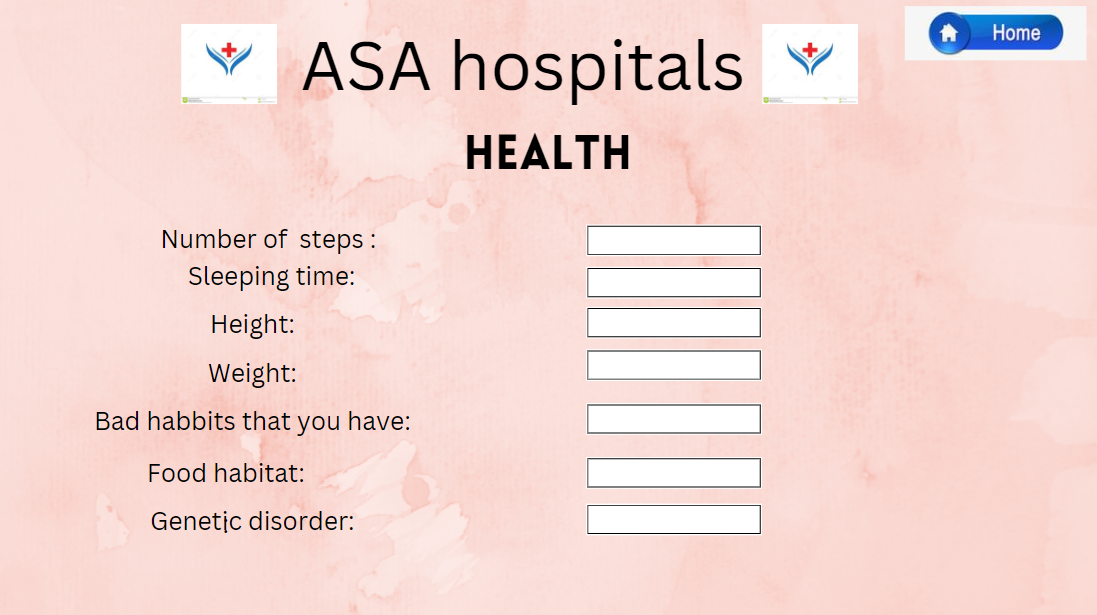 ASA hospitals
Home
HEALTH
Number of steps :
Sleeping time:
Height:
Weight:
Bad habbits that you have:
Food habitat:
Genetic disorder: